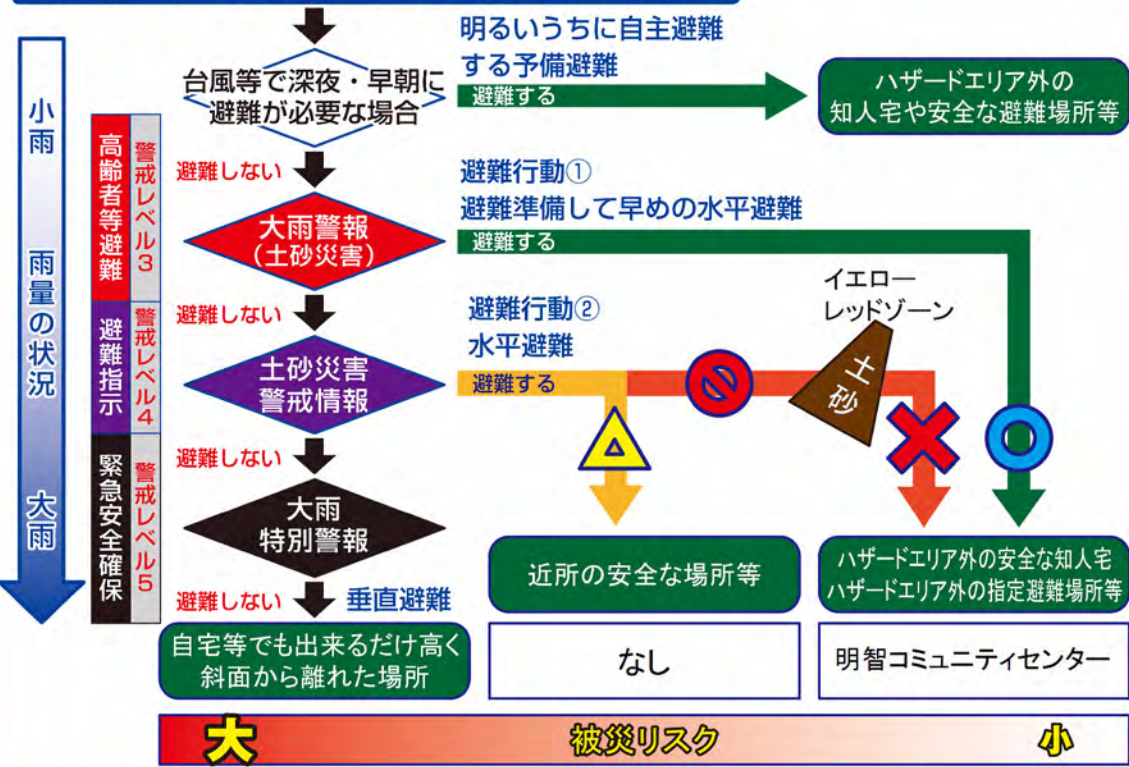 明るいうちに自主避難
する予備避難
台風等で深夜・早朝に
避難が必要な場合
避難する
ハザードエリア外の
知人宅や安全な避難場所等
小雨 雨量の状況 大雨
高齢者等避難
警戒レベル3
避難しない
避難行動①
避難準備して早めの水平避難
大雨警報
(土砂災害)
避難する
イエロー
レッドゾーン
避難指示
警戒レベル4
避難しない
避難行動②
水平避難
土砂災害
警戒情報
避難する
土砂
緊急安全確保
警戒レベル5
避難しない
大雨
特別警報
近所の安全な場所等
ハザードエリア外の安全な知人宅
ハザードエリア外の指定避難場所等
避難しない
垂直避難
自宅等でも出来るだけ高く
斜面から離れた場所
なし
明智コミュニティセンター
大 被災リスク 小